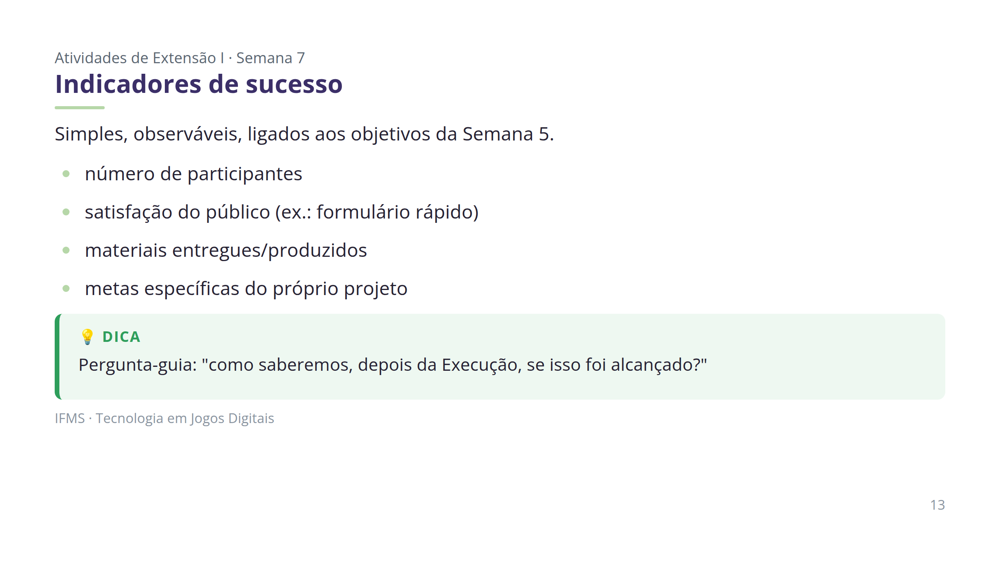 Atividades de Extensão I · Semana 7
Indicadores de sucesso
Simples, observáveis, ligados aos objetivos da Semana 5.
número de participantes
satisfação do público (ex.: formulário rápido)
materiais entregues/produzidos
metas específicas do próprio projeto
💡 DICA
Pergunta-guia: "como saberemos, depois da Execução, se isso foi alcançado?"
IFMS · Tecnologia em Jogos Digitais
13